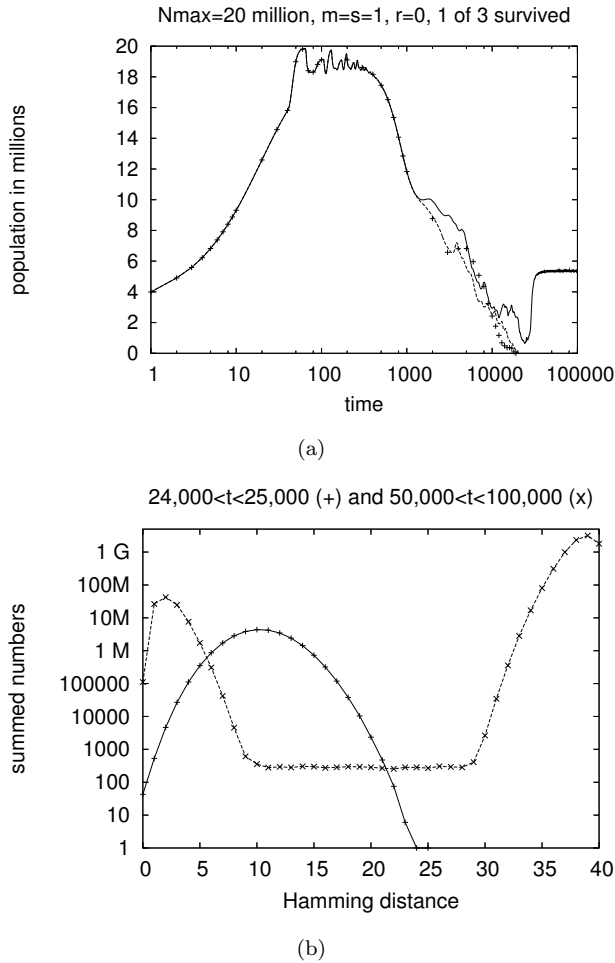 Nmax=20 million, m=s=1, r=0, 1 of 3 survived
population in millions
20
18
16
14
12
10
8
6
4
2
0
1 10 100 1000 10000 100000
time
(a)
24,000<t<25,000 (+) and 50,000<t<100,000 (x)
summed numbers
1 G
100M
10M
1 M
100000
10000
1000
100
10
1
0 5 10 15 20 25 30 35 40
Hamming distance
(b)